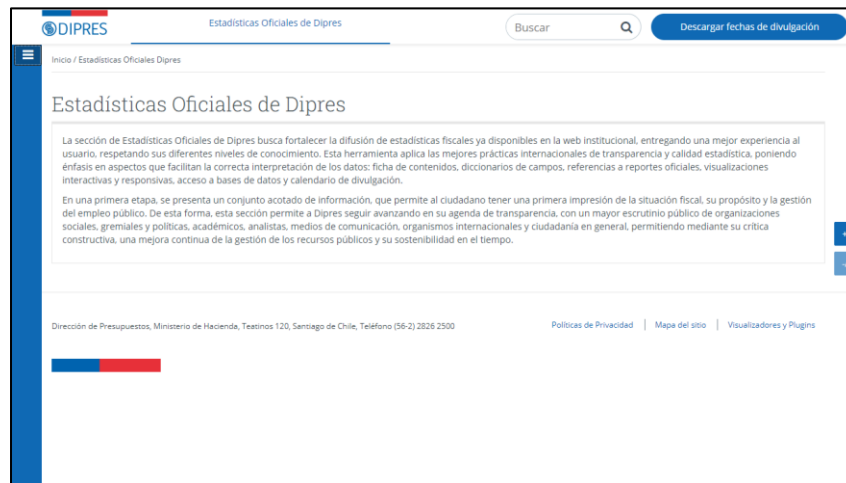 DIPRES
Estadísticas Oficiales de Dipres
Buscar
Descargar fechas de divulgación
Inicio / Estadísticas Oficiales Dipres
Estadísticas Oficiales de Dipres
La sección de Estadísticas Oficiales de Dipres busca fortalecer la difusión de estadísticas fiscales ya disponibles en la web institucional, entregando una mejor experiencia al
usuario, respetando sus diferentes niveles de conocimiento. Esta herramienta aplica las mejores prácticas internacionales de transparencia y calidad estadística, poniendo
énfasis en aspectos que facilitan la correcta interpretación de los datos: ficha de contenidos, diccionarios de campos, referencias a reportes oficiales, visualizaciones
interactivas y responsivas, acceso a bases de datos y calendario de divulgación.
En una primera etapa, se presenta un conjunto acotado de información, que permite al ciudadano tener una primera impresión de la situación fiscal, su propósito y la gestión
del empleo público. De esta forma, esta sección permite a Dipres seguir avanzando en su agenda de transparencia, con un mayor escrutinio público de organizaciones
sociales, gremiales y políticas, académicos, analistas, medios de comunicación, organismos internacionales y ciudadanía en general, permitiendo mediante su crítica
constructiva, una mejora continua de la gestión de los recursos públicos y su sostenibilidad en el tiempo.
Dirección de Presupuestos, Ministerio de Hacienda, Teatinos 120, Santiago de Chile, Teléfono (56-2) 2826 2500
Políticas de Privacidad | Mapa del sitio | Visualizadores y Plugins